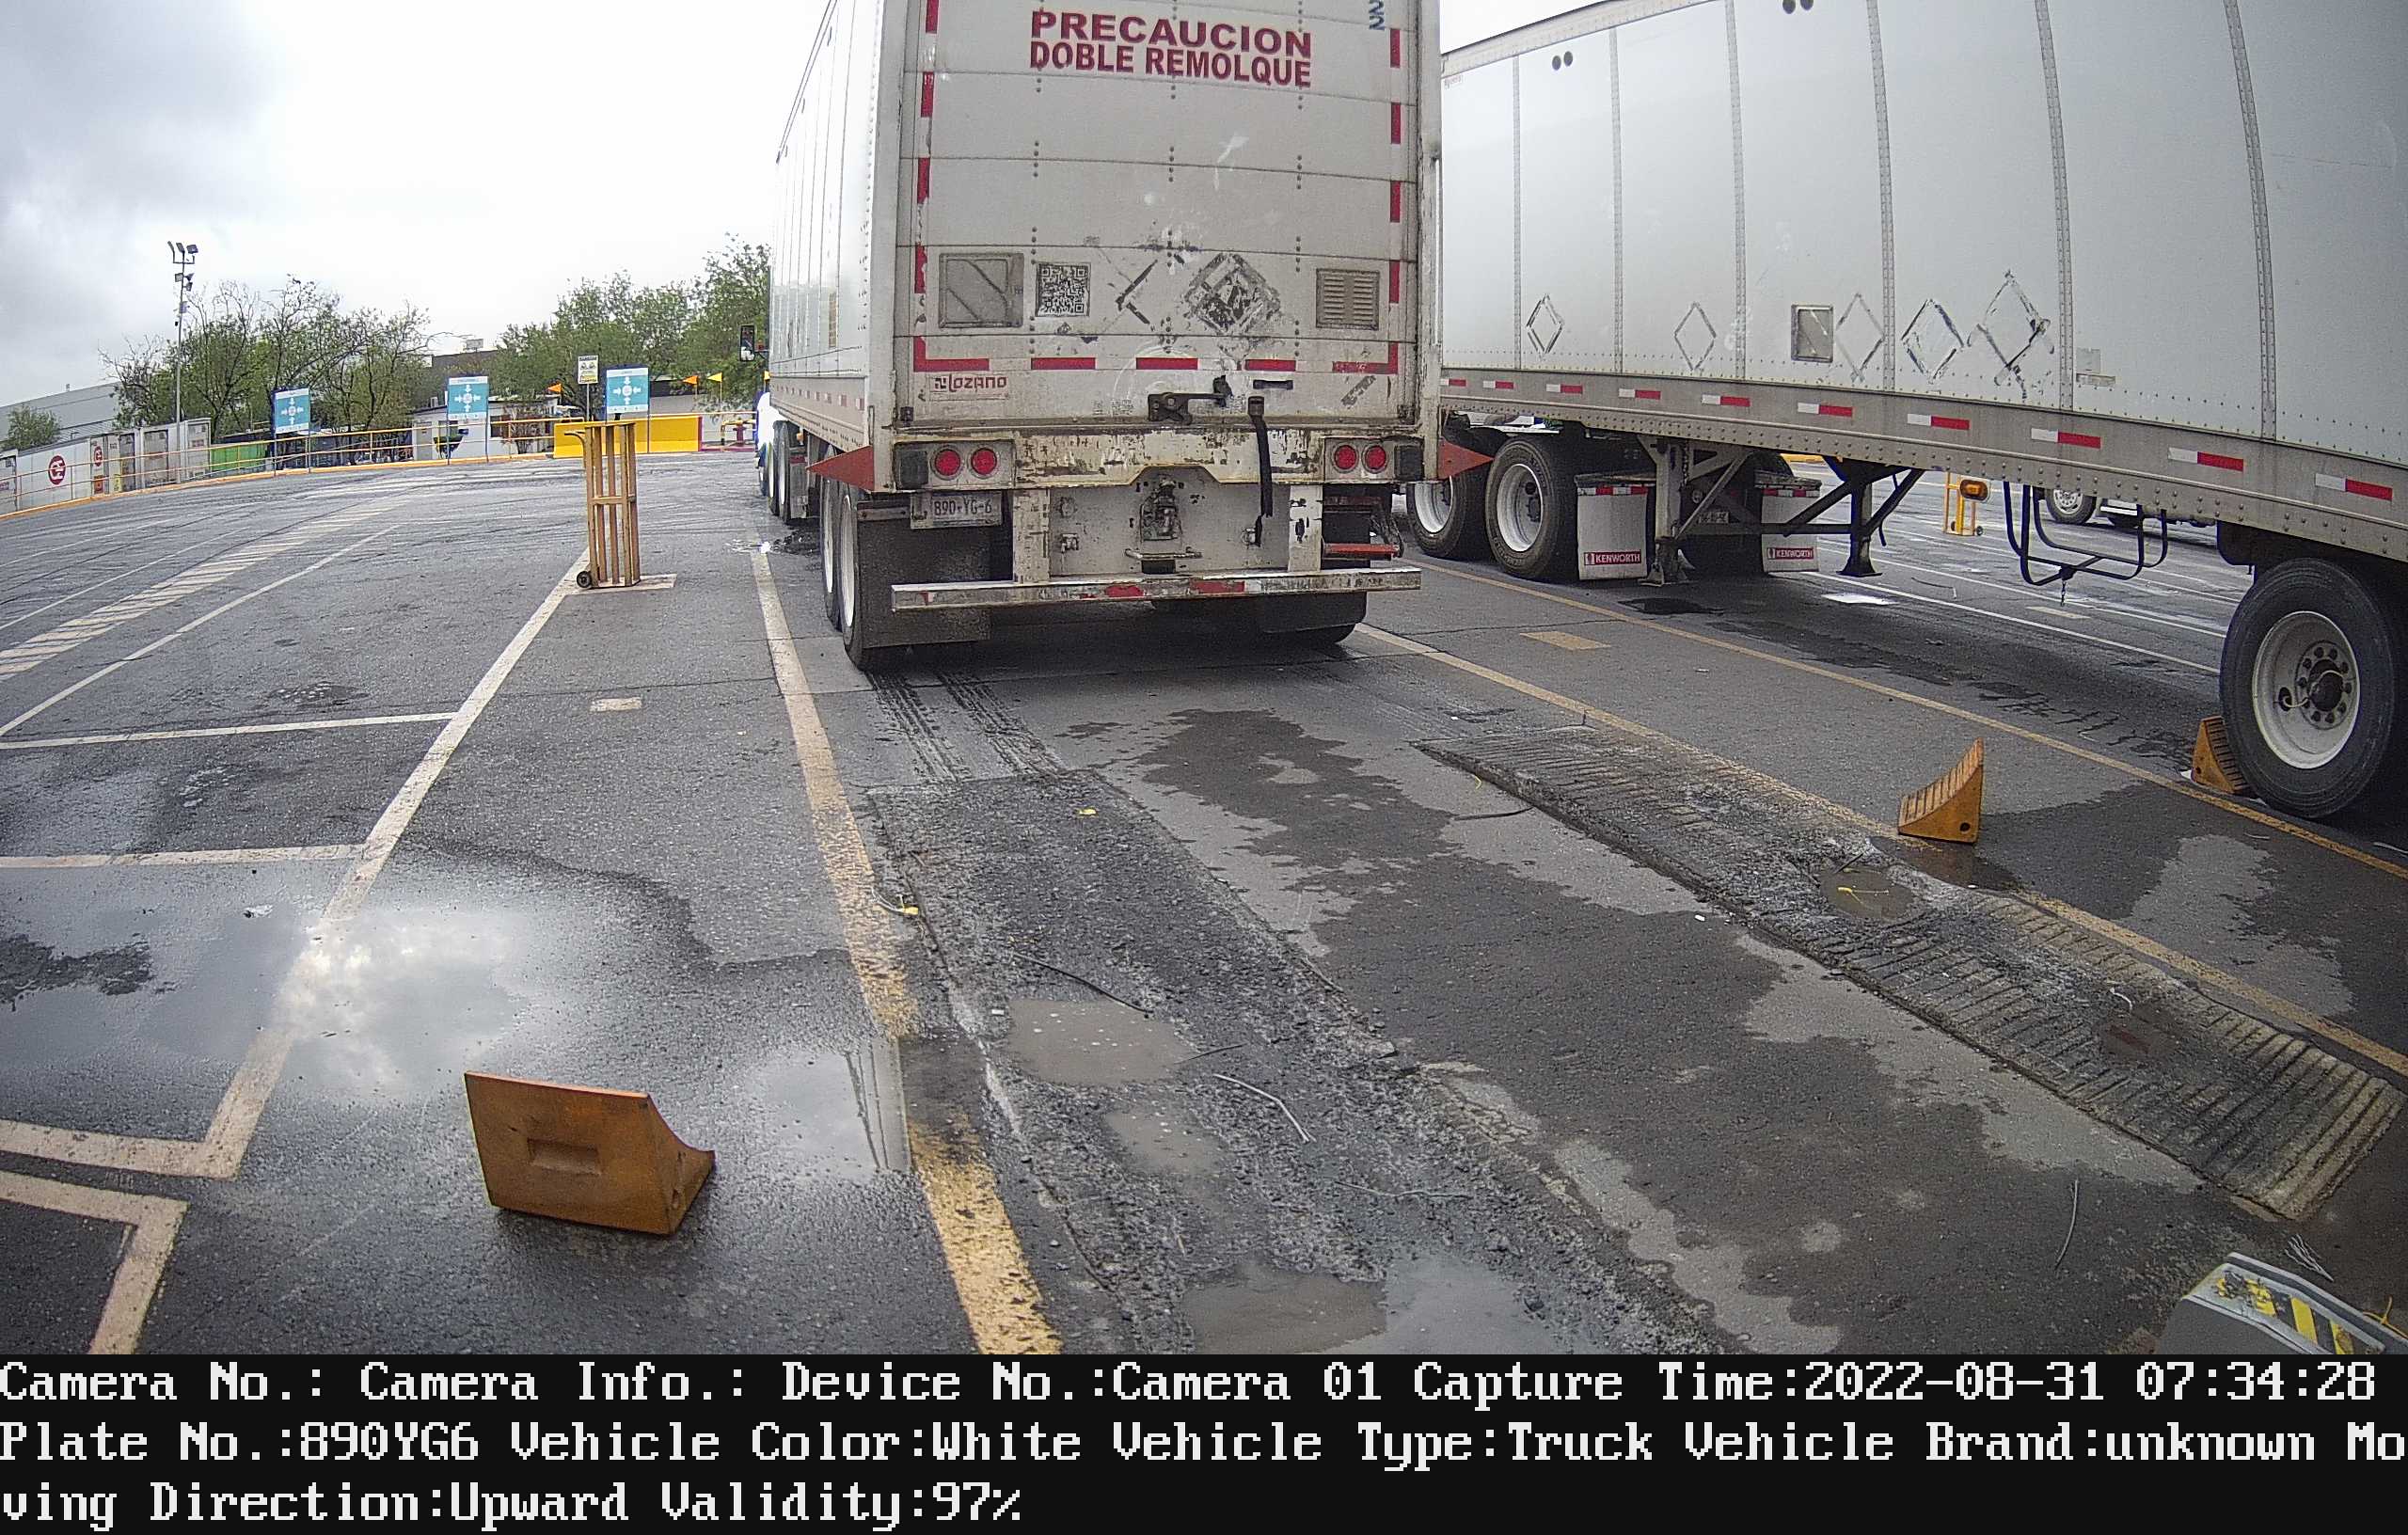 22
PRECAUCION
DOBLE REMOLQUE
LOZANO
890-YG-6
KENWORTH
KENWORTH
Camera No.: Camera Info.: Device No.:Camera 01 Capture Time:2022-08-31 07:34:28
Plate No.:890YG6 Vehicle Color:White Vehicle Type:Truck Vehicle Brand:unknown Mo
ving Direction:Upward Validity:97%